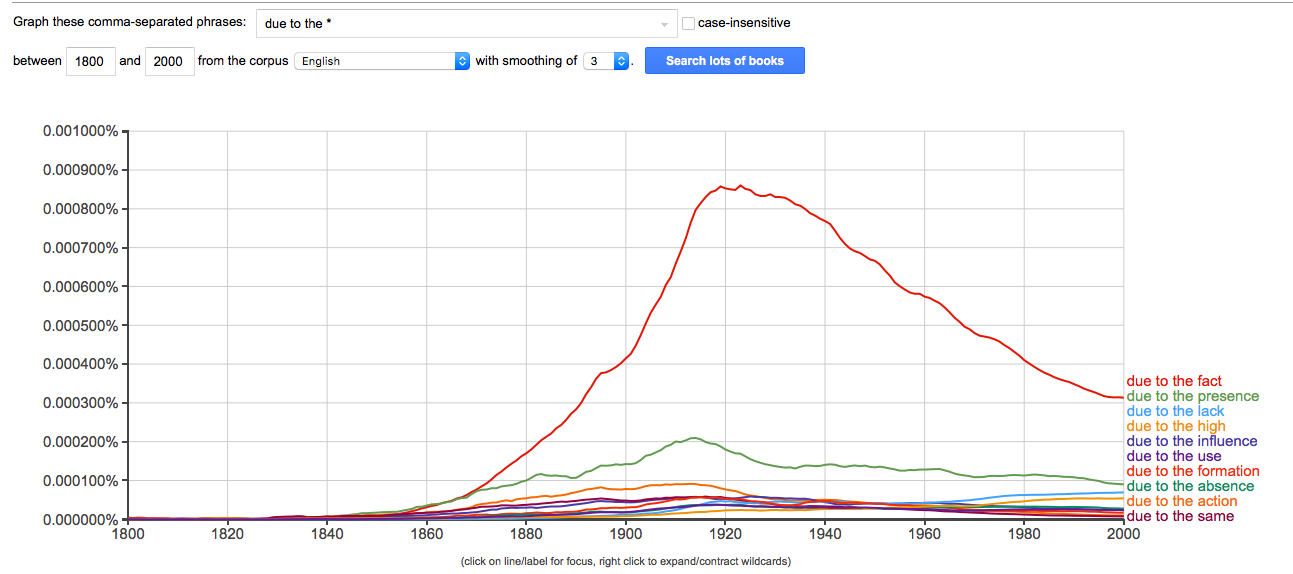 Graph these comma-separated phrases: due to the * case-insensitive
between 1800 and 2000 from the corpus English with smoothing of 3 . Search lots of books
0.001000%
0.000900%
0.000800%
0.000700%
0.000600%
0.000500%
0.000400%
0.000300%
0.000200%
0.000100%
0.000000%
due to the fact
due to the presence
due to the lack
due to the high
due to the influence
due to the use
due to the formation
due to the absence
due to the action
due to the same
1800 1820 1840 1860 1880 1900 1920 1940 1960 1980 2000
(click on line/label for focus, right click to expand/contract wildcards)